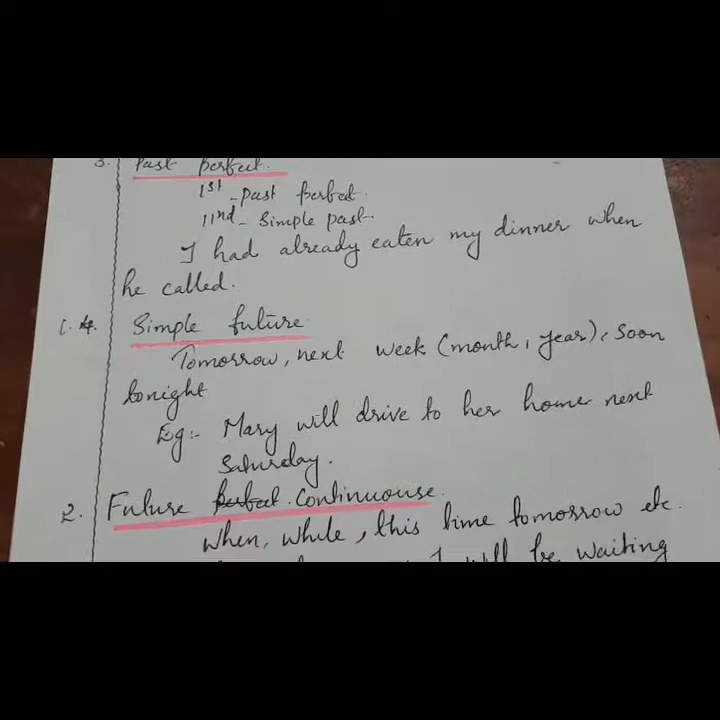 3. Past perfect.
1st - past perfect.
11nd - Simple past.
I had already eaten my dinner when
he called.
1. 4. Simple future
Tomorrow, next week (month, year), soon
tonight
Eg:- Mary will drive to her home next
Saturday.
2. Future perfect continuouse.
when, while, this time tomorrow etc.
I will be waiting